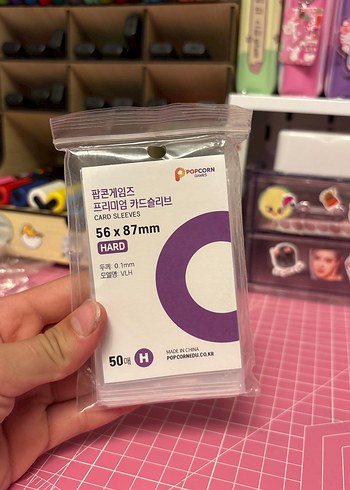 POPCORN
GAMES
팝콘게임즈
프리미엄 카드슬리브
CARD SLEEVES
56 x 87mm
HARD
두께: 0.1mm
모델명: VLH
50매 H
MADE IN CHINA
POPCORNEDU.CO.KR